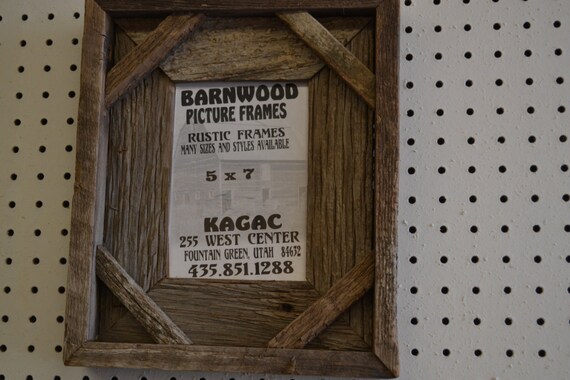 BARNWOOD
PICTURE FRAMES
RUSTIC FRAMES
MANY SIZES AND STYLES AVAILABLE
5 x 7
KAGAC
255 WEST CENTER
FOUNTAIN GREEN, UTAH 84632
435.851.1288